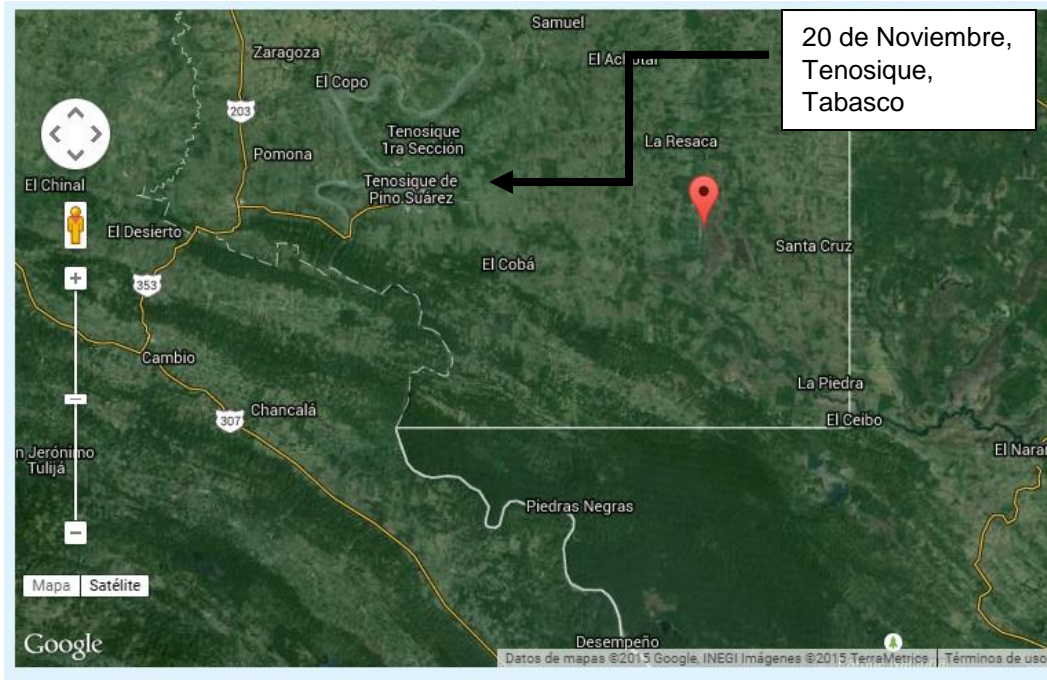 Samuel
20 de Noviembre,
Tenosique,
Tabasco
Zaragoza
El Copo
203
Tenosique
1ra Sección
La Resaca
Pomona
Tenosique de
Pino Suárez
El Chinal
El Desierto
Santa Cruz
El Cobá
353
Cambio
La Piedra
Chancalá
307
El Ceibo
n Jerónimo
Tulijá
El Naran
Piedras Negras
Mapa
Satélite
Google
Desempeño
Datos de mapas ©2015 Google, INEGI Imágenes ©2015 TerraMetrics
Términos de uso